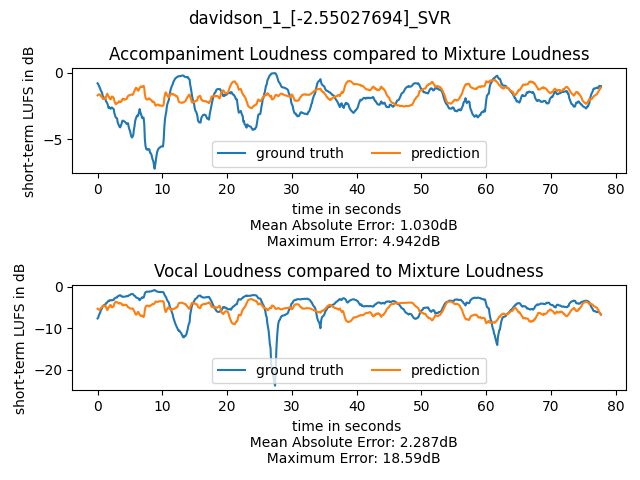 davidson_1_[-2.55027694]_SVR
Accompaniment Loudness compared to Mixture Loudness
short-term LUFS in dB
0
−5
ground truth
prediction
0 10 20 30 40 50 60 70 80
time in seconds
Mean Absolute Error: 1.030dB
Maximum Error: 4.942dB
Vocal Loudness compared to Mixture Loudness
short-term LUFS in dB
0
−10
−20
ground truth
prediction
0 10 20 30 40 50 60 70 80
time in seconds
Mean Absolute Error: 2.287dB
Maximum Error: 18.59dB